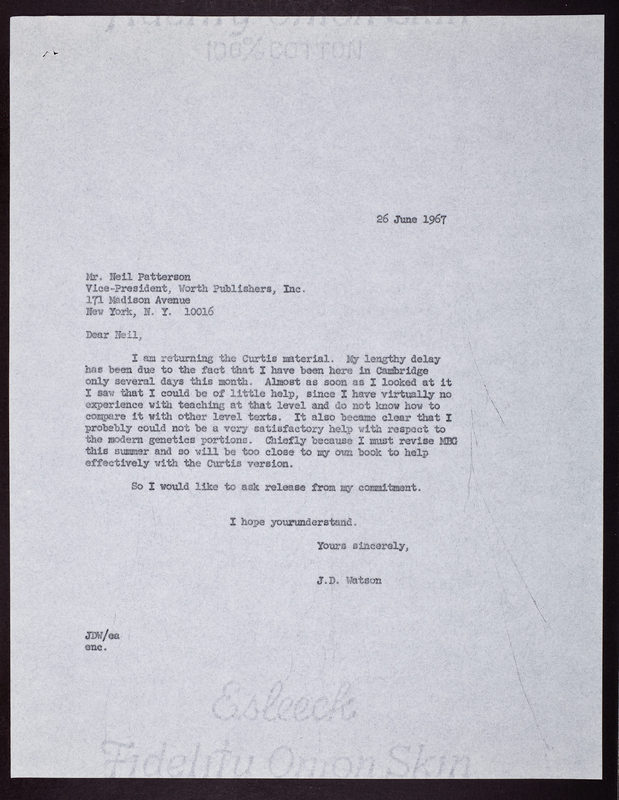 Fidelity Onion Skin
100% COTTON
26 June 1967
Mr. Neil Patterson
Vice-President, Worth Publishers, Inc.
171 Madison Avenue
New York, N. Y.  10016
Dear Neil,
I am returning the Curtis material.  My lengthy delay
has been due to the fact that I have been here in Cambridge
only several days this month.  Almost as soon as I looked at it
I saw that I could be of little help, since I have virtually no
experience with teaching at that level and do not know how to
compare it with other level texts.  It also became clear that I
probebly could not be a very satisfactory help with respect to
the modern genetics portions.  Chiefly because I must revise MBG
this summer and so will be too close to my own book to help
effectively with the Curtis version.
So I would like to ask release from my commitment.
I hope yourunderstand.
Yours sincerely,
J.D. Watson
JDW/ea
enc.
Esleeck
Fidelity Onion Skin